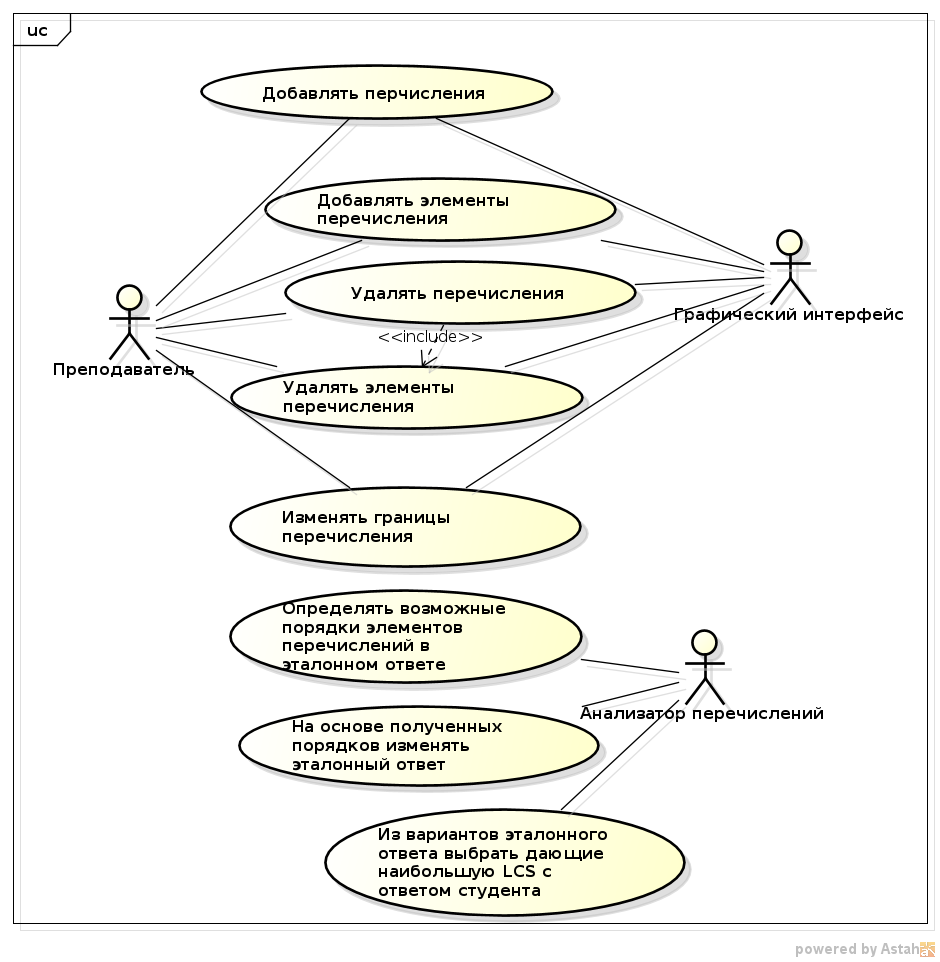 uc
Добавлять перчисления
Добавлять элементы
перечисления
Удалять перечисления
Графический интерфейс
<<include>>
Преподаватель
Удалять элементы
перечисления
Изменять границы
перечисления
Определять возможные
порядки элементов
перечислений в
эталонном ответе
Анализатор перечислений
На основе полученных
порядков изменять
эталонный ответ
Из вариантов эталонного
ответа выбрать дающие
наибольшую LCS с
ответом студента
powered by Astah